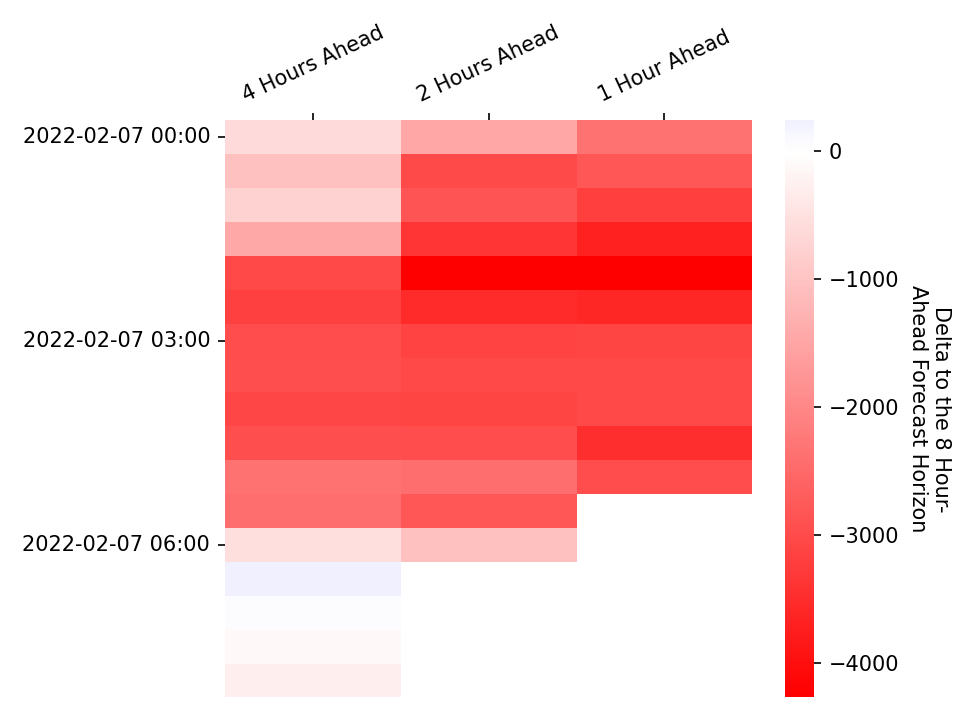 4 Hours Ahead
2 Hours Ahead
1 Hour Ahead
2022-02-07 00:00
2022-02-07 03:00
2022-02-07 06:00
0
−1000
−2000
−3000
−4000
Delta to the 8 Hour-
Ahead Forecast Horizon